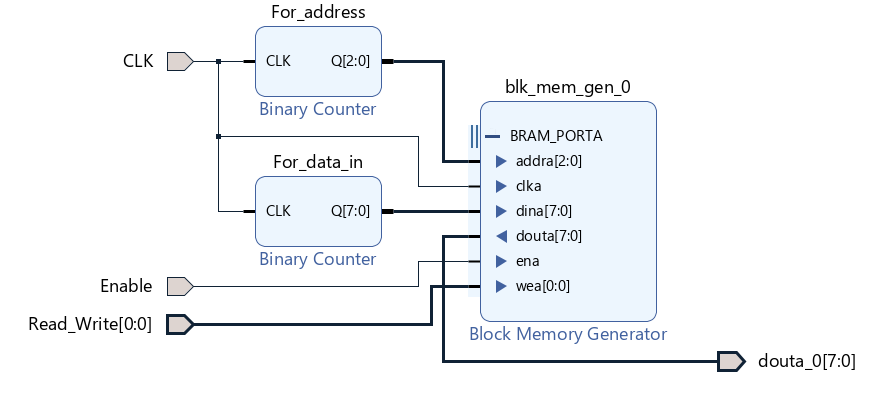 For_address
CLK
CLK
Q[2:0]
Binary Counter
blk_mem_gen_0
BRAM_PORTA
addra[2:0]
For_data_in
clka
CLK
Q[7:0]
dina[7:0]
douta[7:0]
Binary Counter
ena
Enable
wea[0:0]
Read_Write[0:0]
Block Memory Generator
douta_0[7:0]